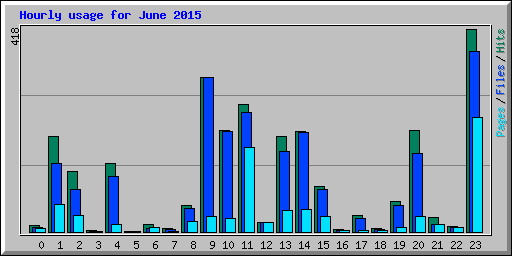 Hourly usage for June 2015
418
Pages/Files/Hits
0 1 2 3 4 5 6 7 8 9 10 11 12 13 14 15 16 17 18 19 20 21 22 23